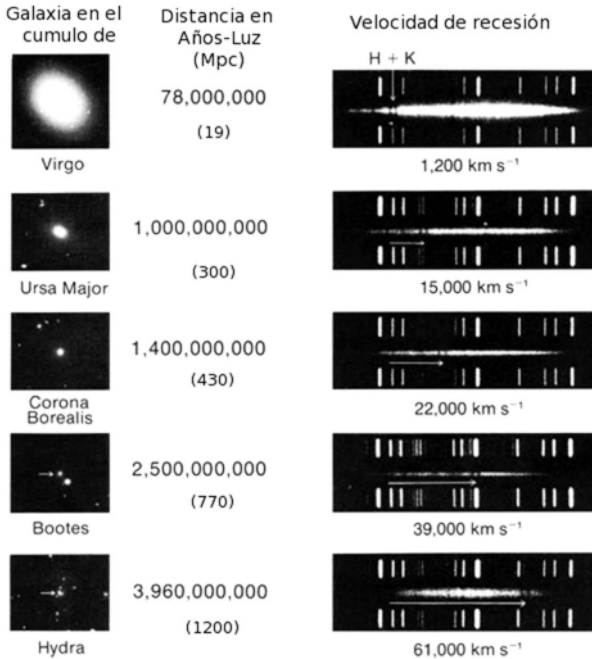 Galaxia en el
cumulo de
Distancia en
Años-Luz
(Mpc)
Velocidad de recesión
H + K
78,000,000
(19)
Virgo
1,200 km s⁻¹
1,000,000,000
(300)
Ursa Major
15,000 km s⁻¹
1,400,000,000
(430)
Corona
Borealis
22,000 km s⁻¹
2,500,000,000
(770)
Bootes
39,000 km s⁻¹
3,960,000,000
(1200)
Hydra
61,000 km s⁻¹